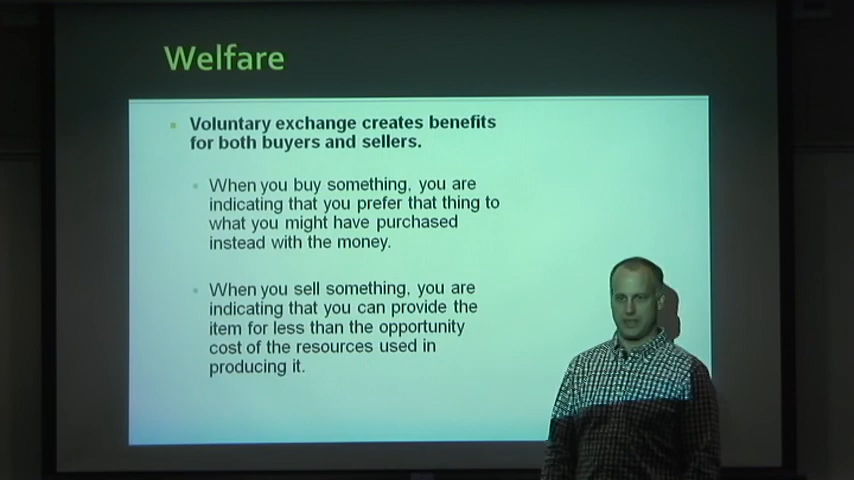 Welfare
Voluntary exchange creates benefits
for both buyers and sellers.
When you buy something, you are
indicating that you prefer that thing to
what you might have purchased
instead with the money.
When you sell something, you are
indicating that you can provide the
item for less than the opportunity
cost of the resources used in
producing it.